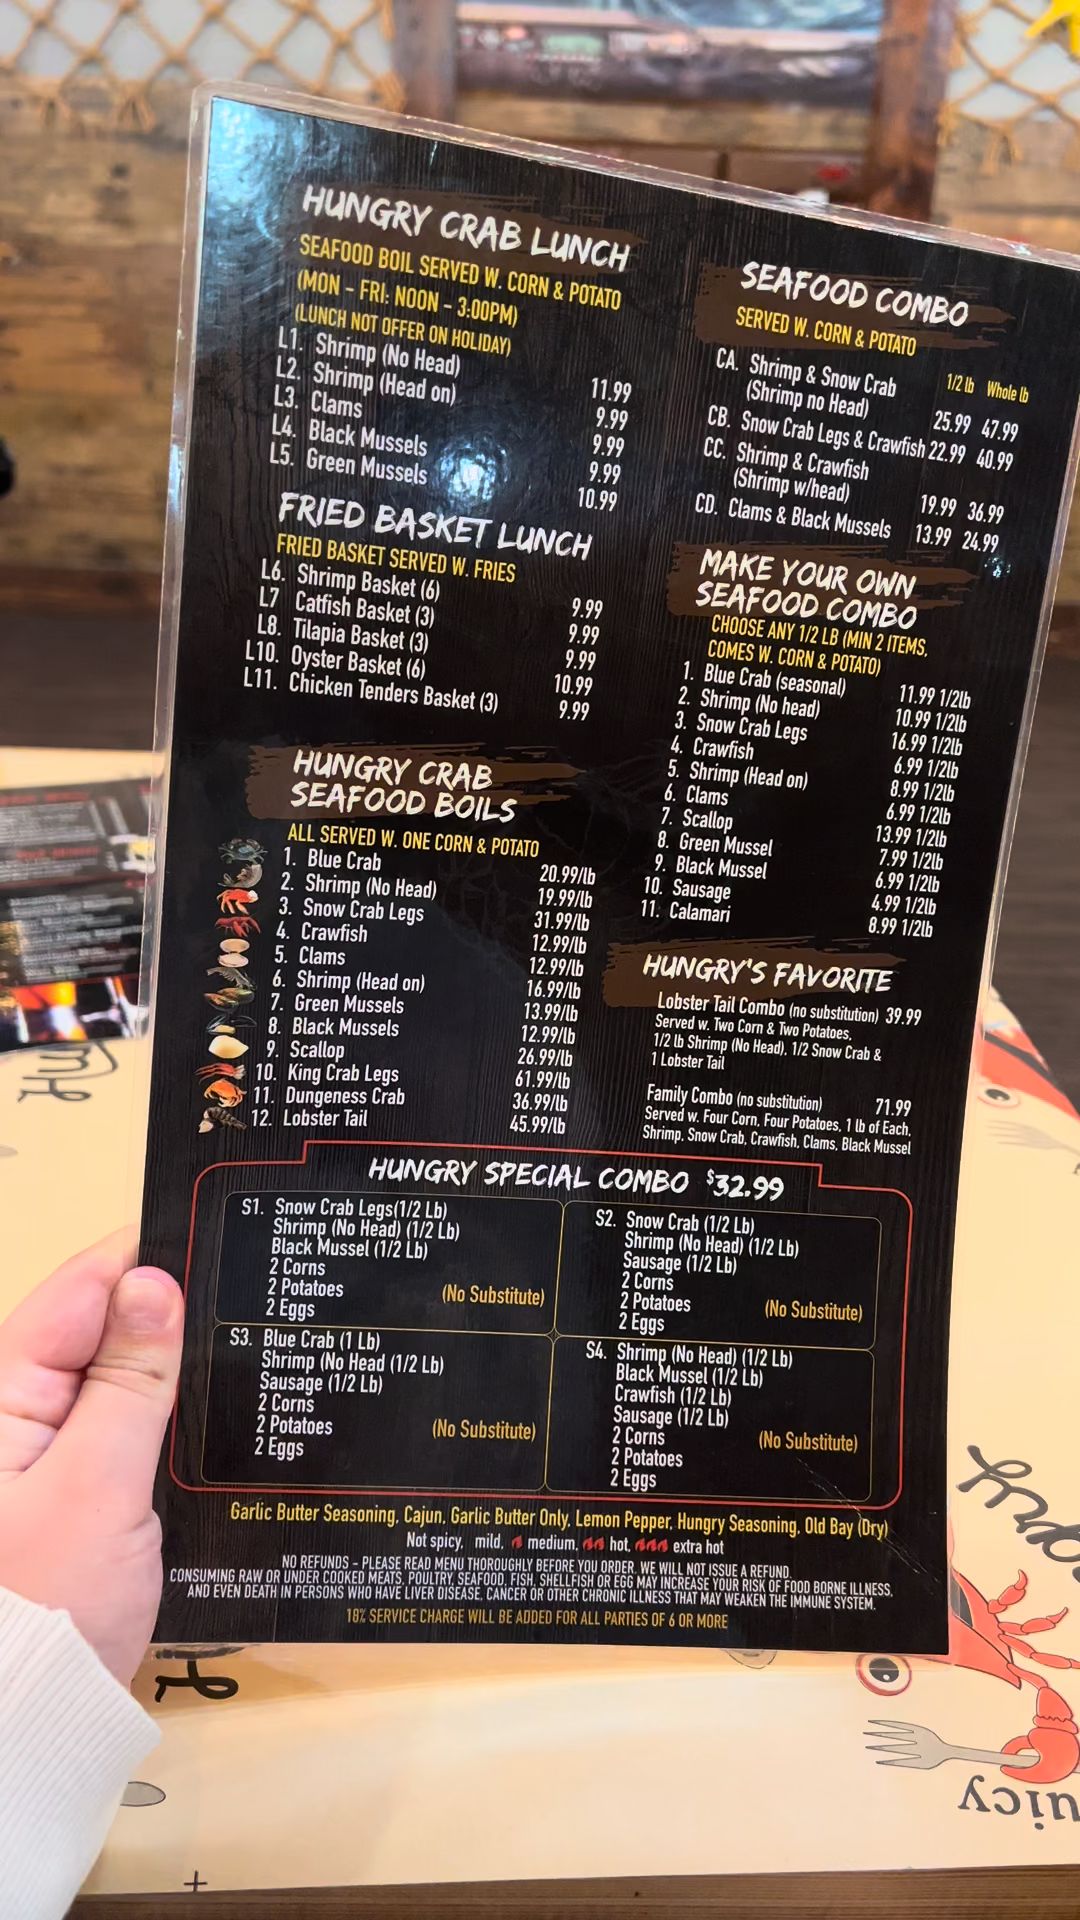 HUNGRY CRAB LUNCH
SEAFOOD BOIL SERVED W. CORN & POTATO
(MON - FRI: NOON - 3:00PM)
(LUNCH NOT OFFER ON HOLIDAY)
L1. Shrimp (No Head) 11.99
L2. Shrimp (Head on) 9.99
L3. Clams 9.99
L4. Black Mussels 9.99
L5. Green Mussels 10.99
FRIED BASKET LUNCH
FRIED BASKET SERVED W. FRIES
L6. Shrimp Basket (6) 9.99
L7 Catfish Basket (3) 9.99
L8. Tilapia Basket (3) 9.99
L10. Oyster Basket (6) 10.99
L11. Chicken Tenders Basket (3) 9.99
HUNGRY CRAB
SEAFOOD BOILS
ALL SERVED W. ONE CORN & POTATO
1. Blue Crab 20.99/lb
2. Shrimp (No Head) 19.99/lb
3. Snow Crab Legs 31.99/lb
4. Crawfish 12.99/lb
5. Clams 12.99/lb
6. Shrimp (Head on) 16.99/lb
7. Green Mussels 13.99/lb
8. Black Mussels 12.99/lb
9. Scallop 26.99/lb
10. King Crab Legs 61.99/lb
11. Dungeness Crab 36.99/lb
12. Lobster Tail 45.99/lb
SEAFOOD COMBO
SERVED W. CORN & POTATO
1/2 lb Whole lb
CA. Shrimp & Snow Crab
(Shrimp no Head) 25.99 47.99
CB. Snow Crab Legs & Crawfish 22.99 40.99
CC. Shrimp & Crawfish
(Shrimp w/head) 19.99 36.99
CD. Clams & Black Mussels 13.99 24.99
MAKE YOUR OWN
SEAFOOD COMBO
CHOOSE ANY 1/2 LB (MIN 2 ITEMS,
COMES W. CORN & POTATO)
1. Blue Crab (seasonal) 11.99 1/2lb
2. Shrimp (No head) 10.99 1/2lb
3. Snow Crab Legs 16.99 1/2lb
4. Crawfish 6.99 1/2lb
5. Shrimp (Head on) 8.99 1/2lb
6. Clams 6.99 1/2lb
7. Scallop 13.99 1/2lb
8. Green Mussel 7.99 1/2lb
9. Black Mussel 6.99 1/2lb
10. Sausage 4.99 1/2lb
11. Calamari 8.99 1/2lb
HUNGRY'S FAVORITE
Lobster Tail Combo (no substitution) 39.99
Served w. Two Corn & Two Potatoes,
1/2 lb Shrimp (No Head), 1/2 Snow Crab &
1 Lobster Tail
Family Combo (no substitution) 71.99
Served w. Four Corn, Four Potatoes, 1 lb of Each,
Shrimp, Snow Crab, Crawfish, Clams, Black Mussel
HUNGRY SPECIAL COMBO $32.99
S1. Snow Crab Legs(1/2 Lb)
Shrimp (No Head) (1/2 Lb)
Black Mussel (1/2 Lb)
2 Corns
2 Potatoes
2 Eggs
(No Substitute)
S2. Snow Crab (1/2 Lb)
Shrimp (No Head) (1/2 Lb)
Sausage (1/2 Lb)
2 Corns
2 Potatoes
2 Eggs
(No Substitute)
S3. Blue Crab (1 Lb)
Shrimp (No Head (1/2 Lb)
Sausage (1/2 Lb)
2 Corns
2 Potatoes
2 Eggs
(No Substitute)
S4. Shrimp (No Head) (1/2 Lb)
Black Mussel (1/2 Lb)
Crawfish (1/2 Lb)
Sausage (1/2 Lb)
2 Corns
2 Potatoes
2 Eggs
(No Substitute)
Garlic Butter Seasoning, Cajun, Garlic Butter Only, Lemon Pepper, Hungry Seasoning, Old Bay (Dry)
Not spicy, mild, medium, hot, extra hot
NO REFUNDS - PLEASE READ MENU THOROUGHLY BEFORE YOU ORDER, WE WILL NOT ISSUE A REFUND.
CONSUMING RAW OR UNDER COOKED MEATS, POULTRY, SEAFOOD, FISH, SHELLFISH OR EGG MAY INCREASE YOUR RISK OF FOOD BORNE ILLNESS,
AND EVEN DEATH IN PERSONS WHO HAVE LIVER DISEASE, CANCER OR OTHER CHRONIC ILLNESS THAT MAY WEAKEN THE IMMUNE SYSTEM.
18% SERVICE CHARGE WILL BE ADDED FOR ALL PARTIES OF 6 OR MORE